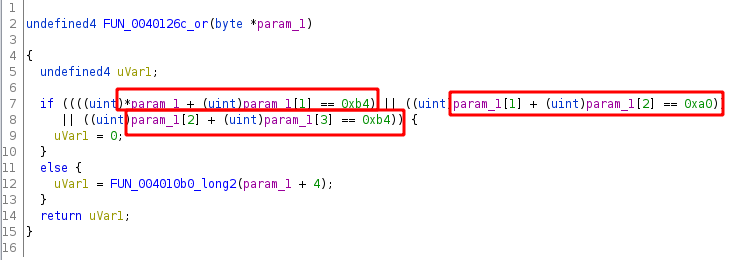 1
2 undefined4 FUN_0040126c_or(byte *param_1)
3
4 {
5 undefined4 uVar1;
6
7 if ((((uint)*param_1 + (uint)param_1[1] == 0xb4) || ((uint)param_1[1] + (uint)param_1[2] == 0xa0)
8 || ((uint)param_1[2] + (uint)param_1[3] == 0xb4)) {
9 uVar1 = 0;
10 }
11 else {
12 uVar1 = FUN_004010b0_long2(param_1 + 4);
13 }
14 return uVar1;
15 }
16